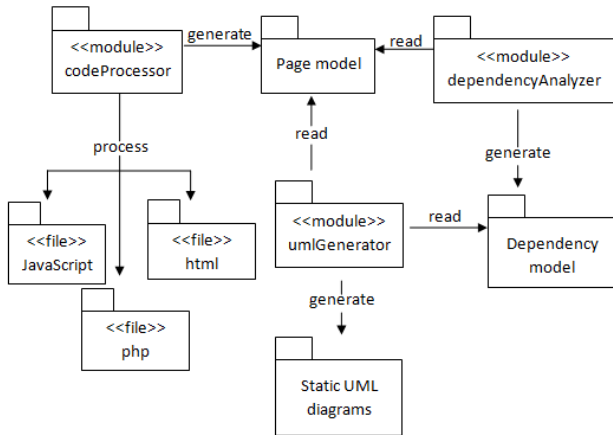 <<module>>
codeProcessor
generate
Page model
read
<<module>>
dependencyAnalyzer
process
read
generate
<<file>>
JavaScript
<<file>>
html
<<module>>
umlGenerator
read
Dependency
model
<<file>>
php
generate
Static UML
diagrams